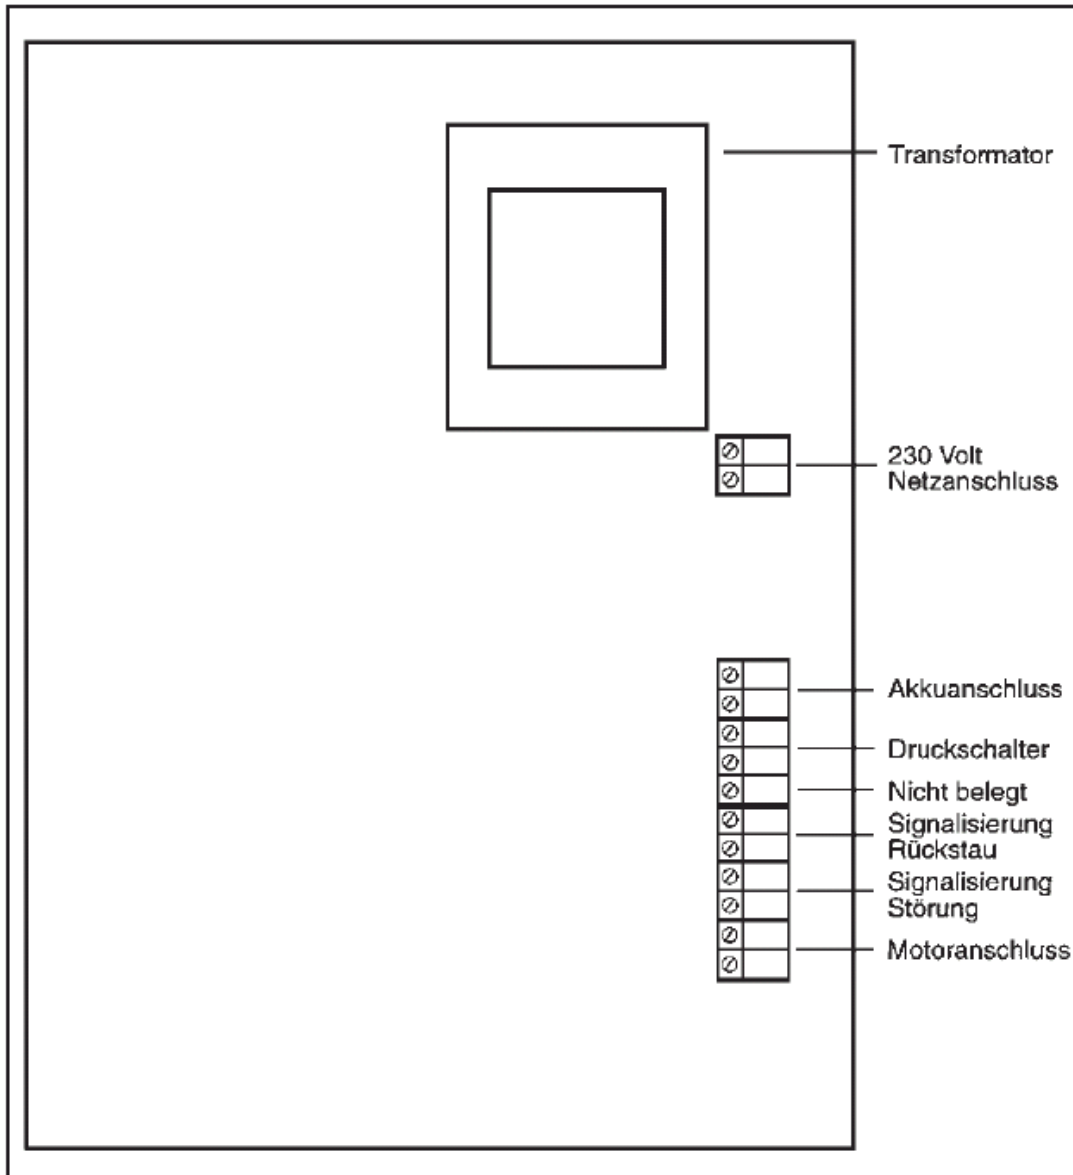 Transformator
230 Volt
Netzanschluss
Akkuanschluss
Druckschalter
Nicht belegt
Signalisierung
Rückstau
Signalisierung
Störung
Motoranschluss